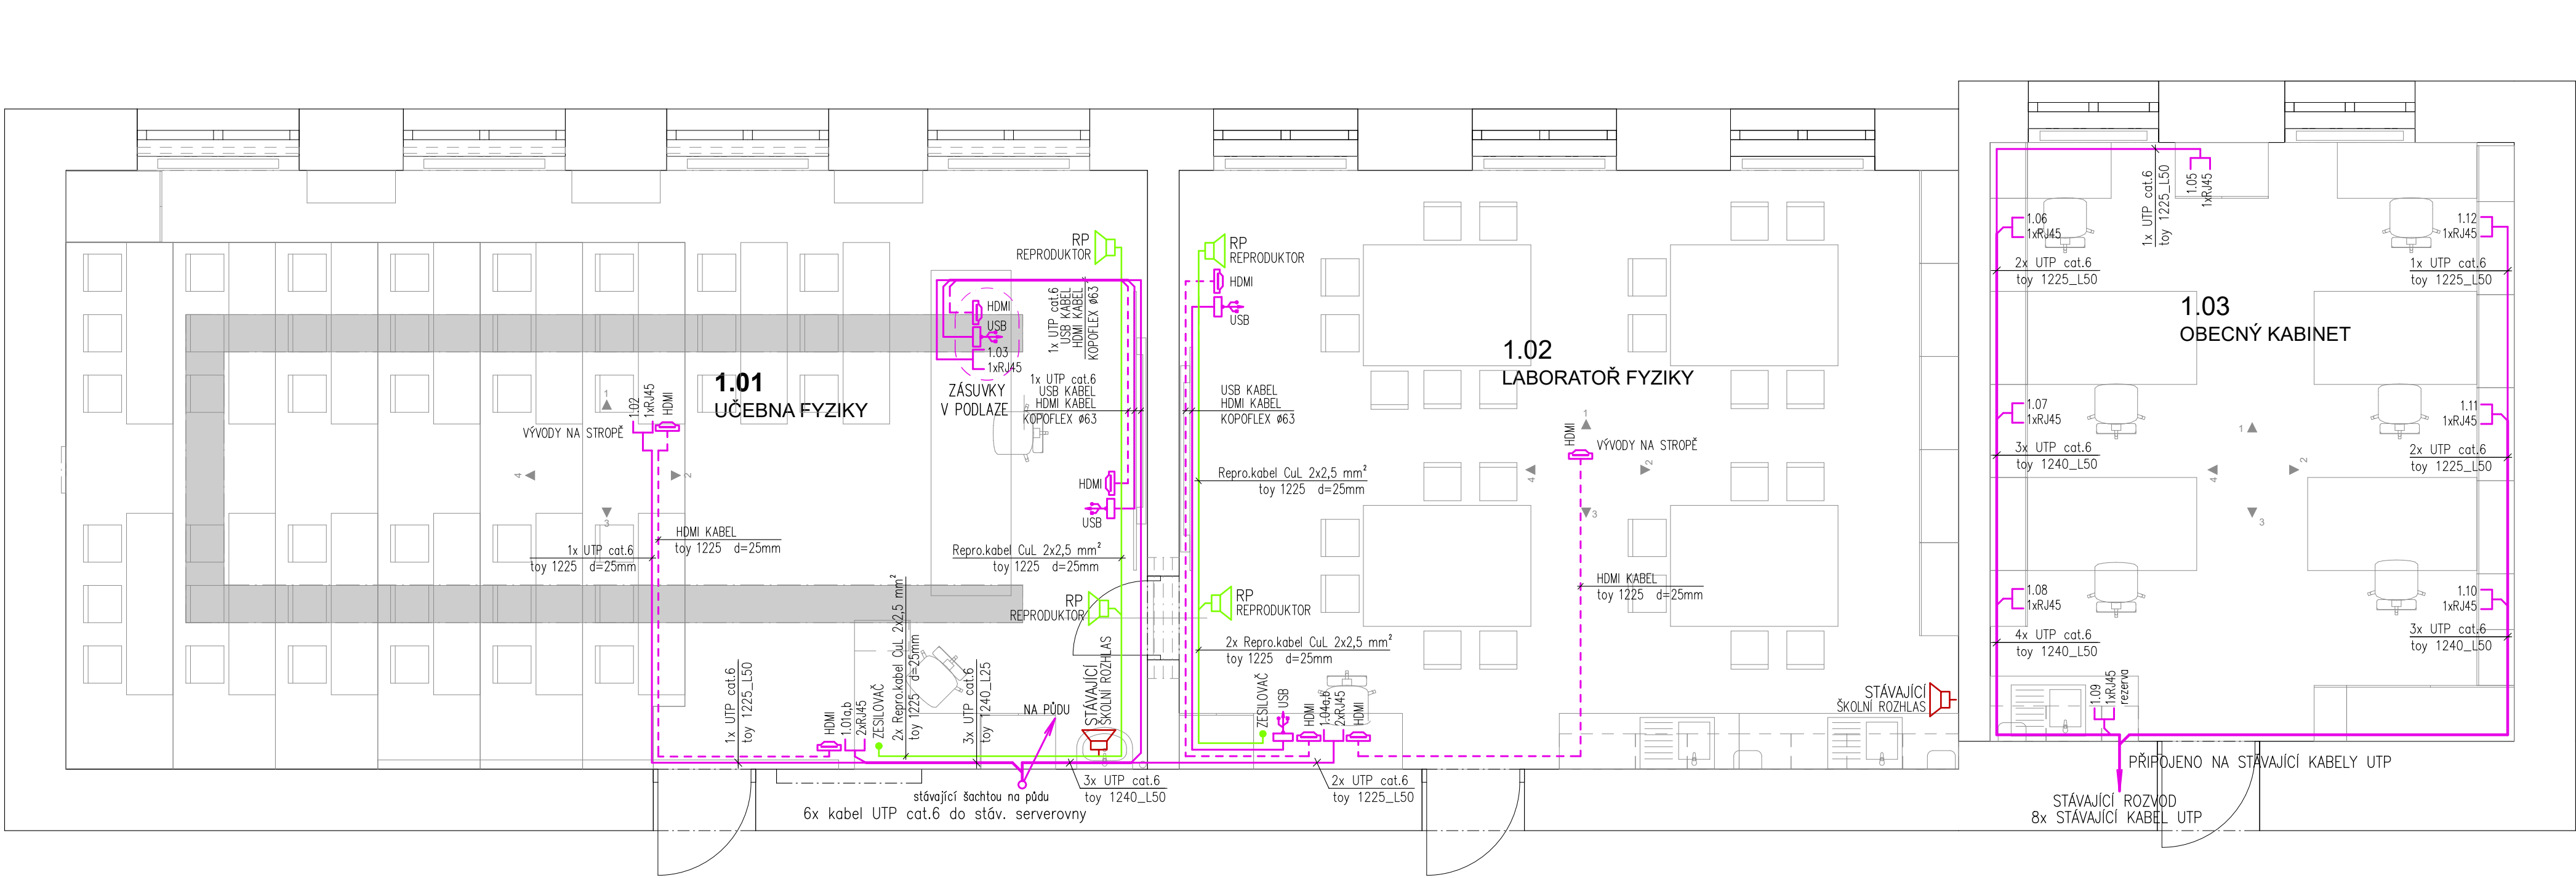 1.01
UČEBNA FYZIKY
1.02
1xRJ45
HDMI
VÝVODY NA STROPĚ
1
2
3
4
HDMI KABEL
toy 1225 d=25mm
1x UTP cat.6
toy 1225 d=25mm
1x UTP cat.6
toy 1225_L50
HDMI
1.01a,b
2xRJ45
ZESILOVAČ
2x Repro.kabel CuL 2x2,5 mm²
toy 1225 d=25mm
3x UTP cat.6
toy 1240_L25
NA PŮDU
stávající šachtou na půdu
6x kabel UTP cat.6 do stáv. serverovny
RP
REPRODUKTOR
HDMI
USB
1.03
1xRJ45
ZÁSUVKY
V PODLAZE
1x UTP cat.6
USB KABEL
HDMI KABEL
KOPOFLEX Ø63
1x UTP cat.6
USB KABEL
HDMI KABEL
KOPOFLEX Ø63
HDMI
USB
Repro.kabel CuL 2x2,5 mm²
toy 1225 d=25mm
RP
REPRODUKTOR
STÁVAJÍCÍ
ŠKOLNÍ ROZHLAS
3x UTP cat.6
toy 1240_L50
RP
REPRODUKTOR
HDMI
USB
USB KABEL
HDMI KABEL
KOPOFLEX Ø63
Repro.kabel CuL 2x2,5 mm²
toy 1225 d=25mm
RP
REPRODUKTOR
2x Repro.kabel CuL 2x2,5 mm²
toy 1225 d=25mm
ZESILOVAČ
USB
HDMI
1.04a,b
2xRJ45
HDMI
2x UTP cat.6
toy 1225_L50
1.02
LABORATOŘ FYZIKY
HDMI
VÝVODY NA STROPĚ
1
2
3
4
HDMI KABEL
toy 1225 d=25mm
STÁVAJÍCÍ
ŠKOLNÍ ROZHLAS
1.03
OBECNÝ KABINET
1x UTP cat.6
toy 1225_L50
1.05
1xRJ45
1.06
1xRJ45
2x UTP cat.6
toy 1225_L50
1.07
1xRJ45
3x UTP cat.6
toy 1240_L50
1.08
1xRJ45
4x UTP cat.6
toy 1240_L50
1.09
1xRJ45
rezerva
1
2
3
4
1.12
1xRJ45
1x UTP cat.6
toy 1225_L50
1.11
1xRJ45
2x UTP cat.6
toy 1225_L50
1.10
1xRJ45
3x UTP cat.6
toy 1240_L50
PŘIPOJENO NA STÁVAJÍCÍ KABELY UTP
STÁVAJÍCÍ ROZVOD
8x STÁVAJÍCÍ KABEL UTP